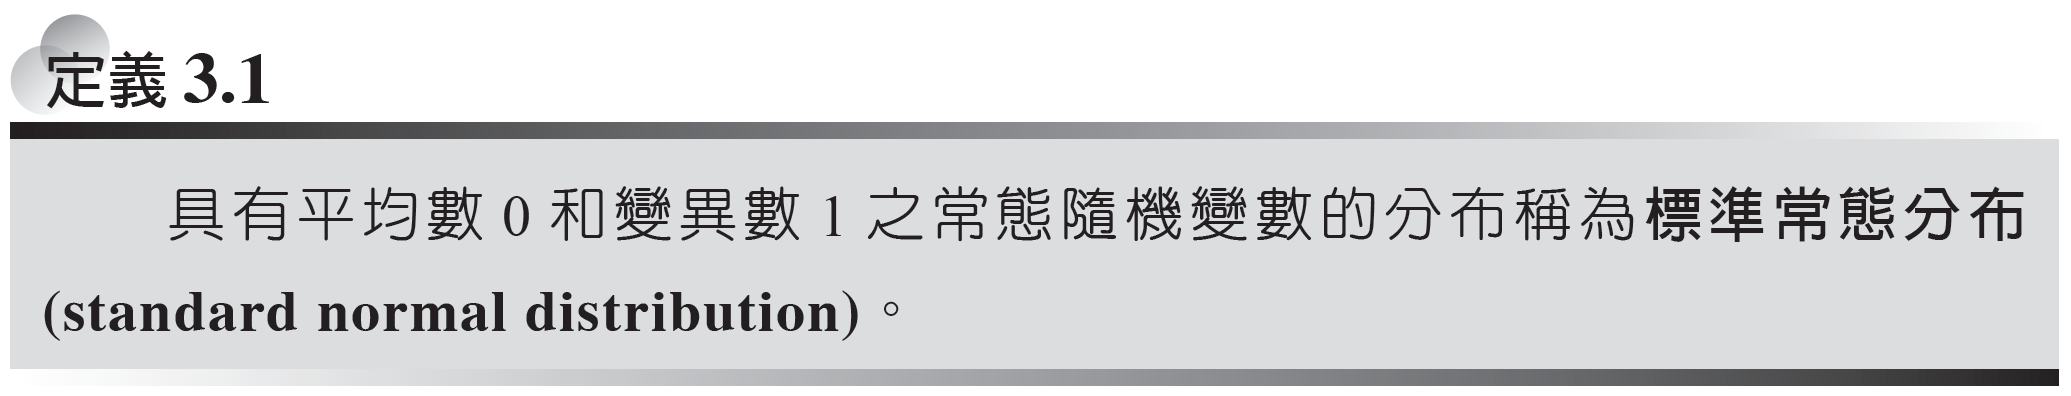 定義 3.1
具有平均數 0 和變異數 1 之常態隨機變數的分布稱為標準常態分布
(standard normal distribution)。